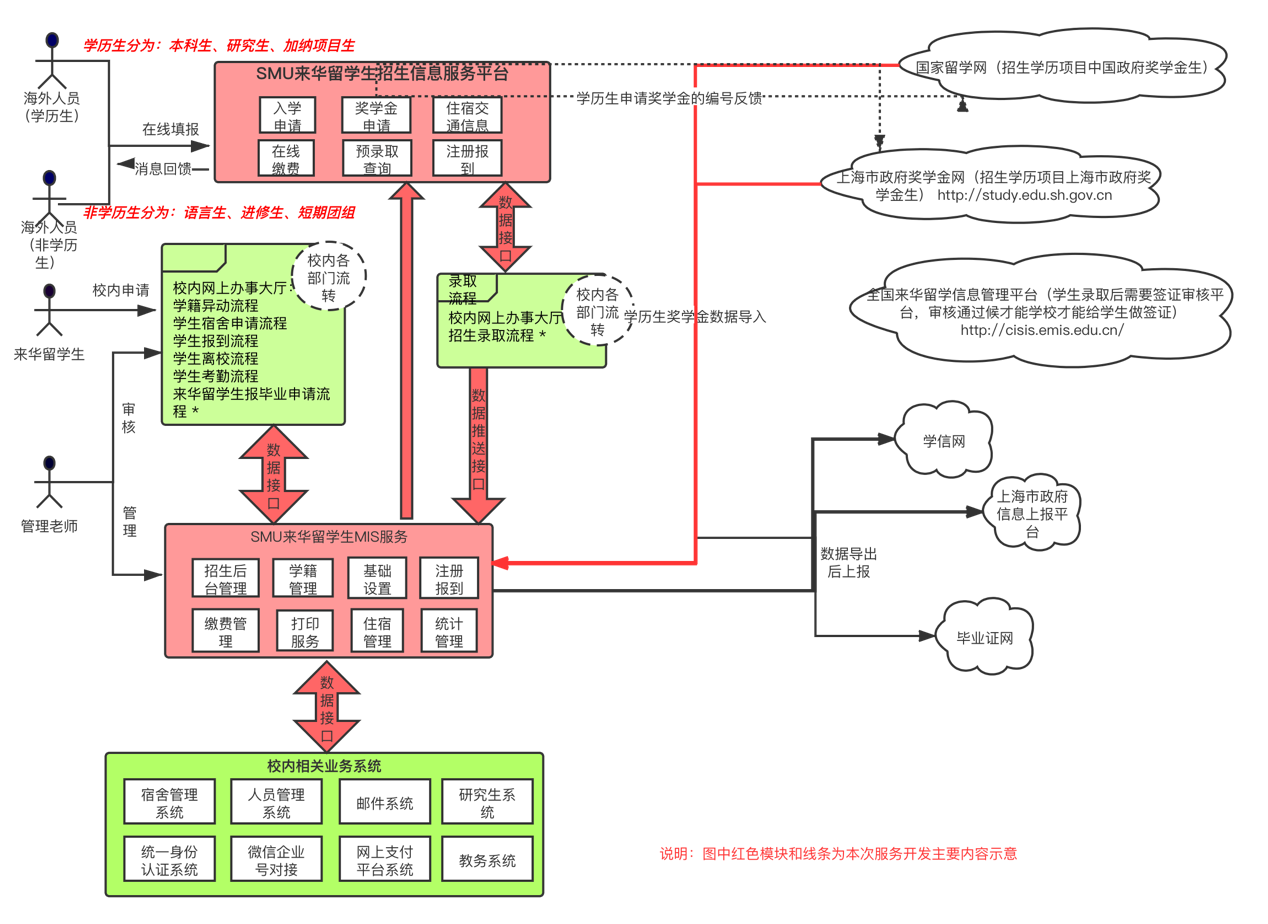 学历生分为：本科生、研究生、加纳项目生
海外人员
（学历生）
SMU来华留学生招生信息服务平台
入学
申请
奖学金
申请
住宿交
通信息
在线
缴费
预录取
查询
注册报
到
在线填报
消息回馈
国家留学网（招生学历项目中国政府奖学金生）
学历生申请奖学金的编号反馈
上海市政府奖学金网（招生学历项目上海市政府奖
学金生） http://study.edu.sh.gov.cn
非学历生分为：语言生、进修生、短期团组
海外人员
（非学历
生）
数
据
接
口
校内网上办事大厅：
学籍异动流程
学生宿舍申请流程
学生报到流程
学生离校流程
学生考勤流程
来华留学生报毕业申请流
程 *
校内各
部门流
转
录取
流程
校内网上办事大厅
招生录取流程 *
校内各
部门流
转
学历生奖学金数据导入
全国来华留学信息管理平台（学生录取后需要签证审核平
台，审核通过候才能学校才能给学生做签证）
http://cisis.emis.edu.cn/
校内申请
来华留学生
审
核
管
理
管理老师
数
据
接
口
数
据
推
送
接
口
学信网
上海市政府
信息上报平
台
数据导出
后上报
毕业证网
SMU来华留学生MIS服务
招生后
台管理
学籍
管理
基础
设置
注册
报到
缴费管
理
打印
服务
住宿
管理
统计
管理
数
据
接
口
校内相关业务系统
宿舍管理
系统
人员管理
系统
邮件系统
研究生系
统
统一身份
认证系统
微信企业
号对接
网上支付
平台系统
教务系统
说明：图中红色模块和线条为本次服务开发主要内容示意